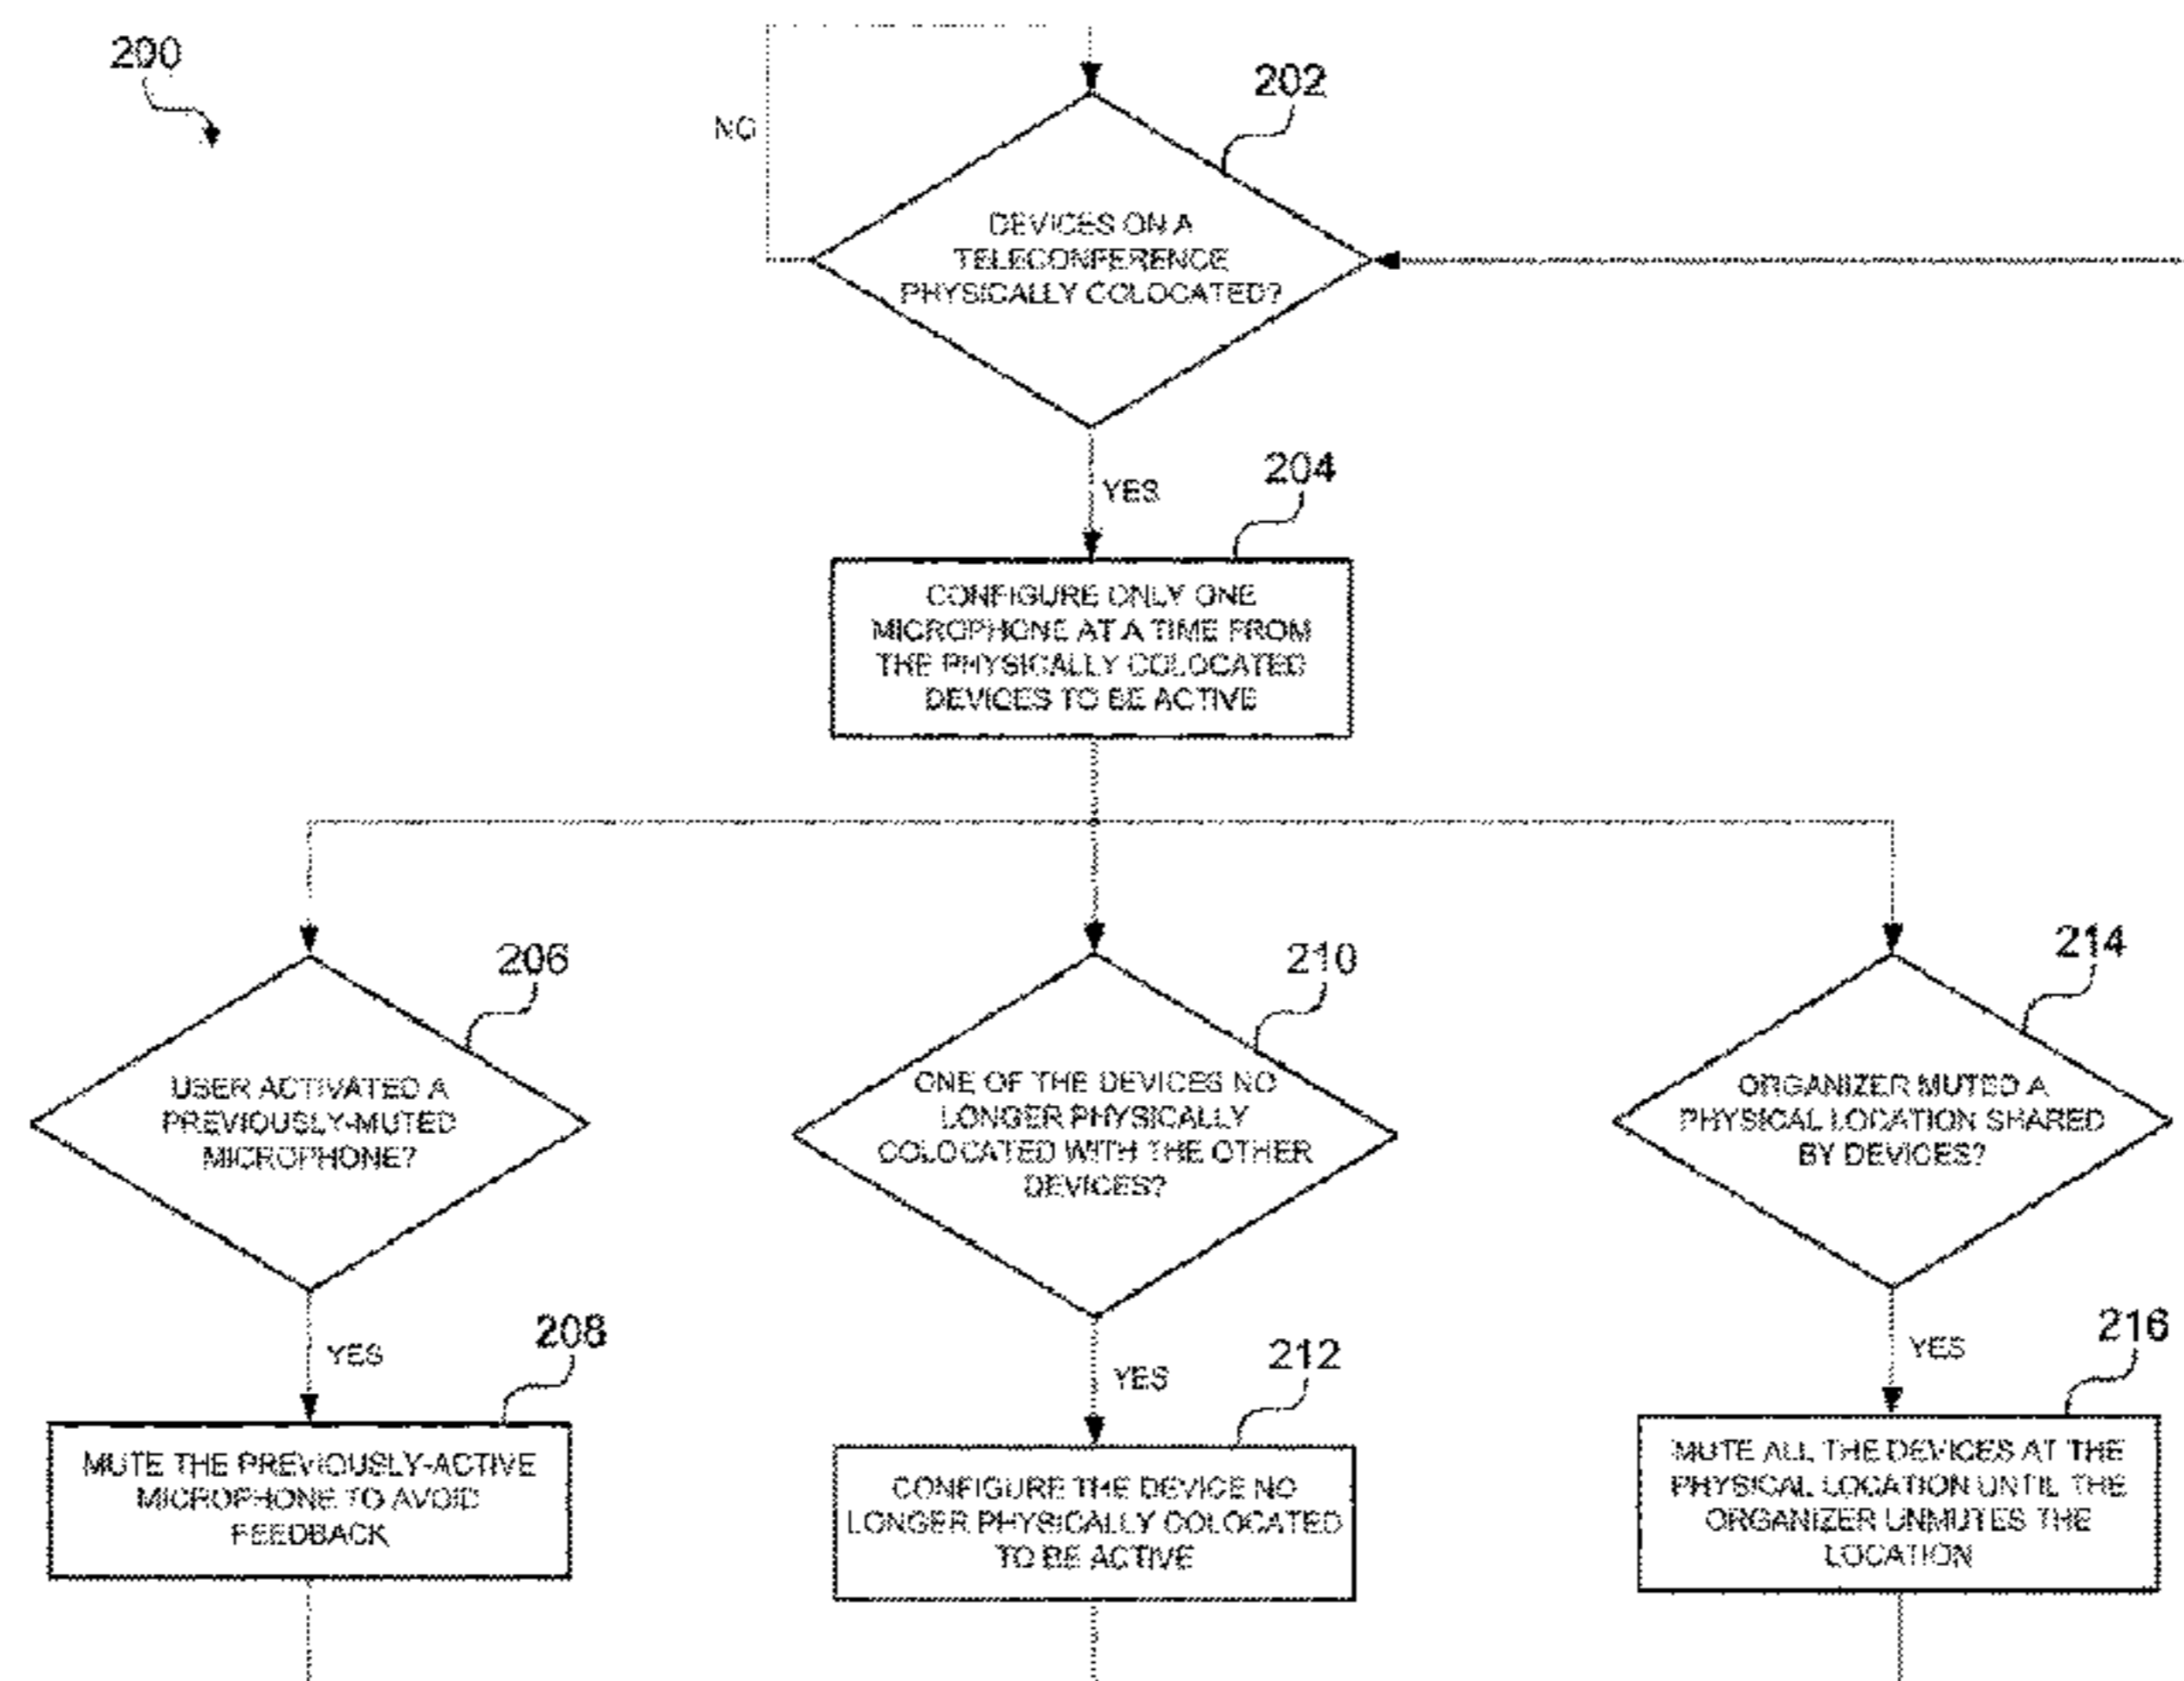 200
202
NO
DEVICES ON A
TELECONFERENCE
PHYSICALLY COLOCATED?
YES
204
CONFIGURE ONLY ONE
MICROPHONE AT A TIME FROM
THE PHYSICALLY COLOCATED
DEVICES TO BE ACTIVE
206
USER ACTIVATED A
PREVIOUSLY-MUTED
MICROPHONE?
210
ONE OF THE DEVICES NO
LONGER PHYSICALLY
COLOCATED WITH THE OTHER
DEVICES?
214
ORGANIZER MUTED A
PHYSICAL LOCATION SHARED
BY DEVICES?
YES
208
MUTE THE PREVIOUSLY-ACTIVE
MICROPHONE TO AVOID
FEEDBACK
YES
212
CONFIGURE THE DEVICE NO
LONGER PHYSICALLY COLOCATED
TO BE ACTIVE
YES
216
MUTE ALL THE DEVICES AT THE
PHYSICAL LOCATION UNTIL THE
ORGANIZER UNMUTES THE
LOCATION